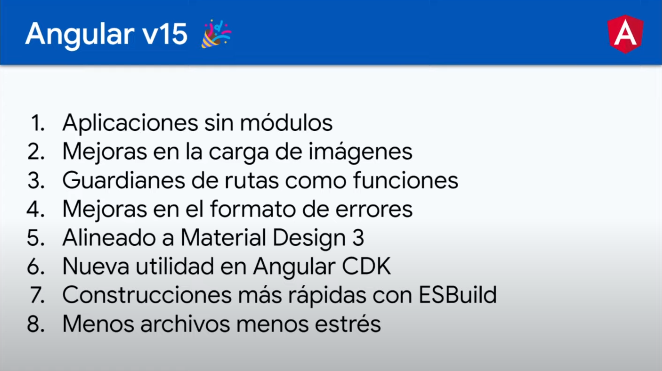 Angular v15 🎉
A
1. Aplicaciones sin módulos
2. Mejoras en la carga de imágenes
3. Guardianes de rutas como funciones
4. Mejoras en el formato de errores
5. Alineado a Material Design 3
6. Nueva utilidad en Angular CDK
7. Construcciones más rápidas con ESBuild
8. Menos archivos menos estrés